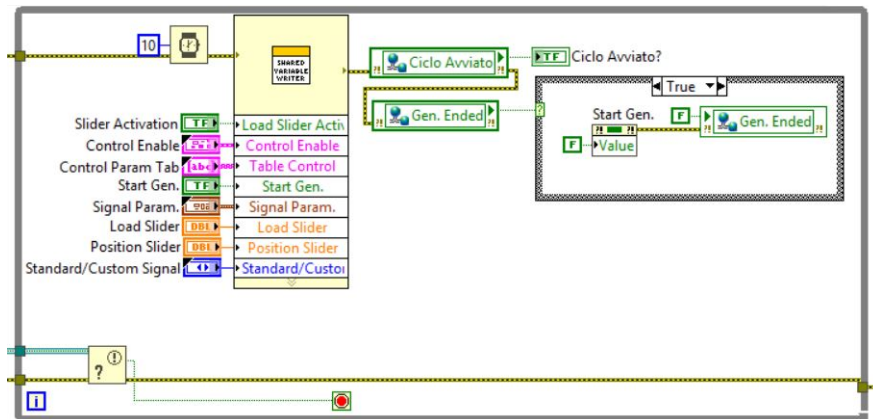 10
SHARED
VARIABLE
WRITER
Ciclo Avviato
TF
Ciclo Avviato?
Gen. Ended
True
Start Gen.
F
Gen. Ended
F
Value
Slider Activation
TF
Load Slider Activ
Control Enable
Control Enable
Control Param Tab
abc
Table Control
Start Gen.
TF
Start Gen.
Signal Param.
Signal Param.
Load Slider
DBL
Load Slider
Position Slider
DBL
Position Slider
Standard/Custom Signal
Standard/Custon
?
!
i